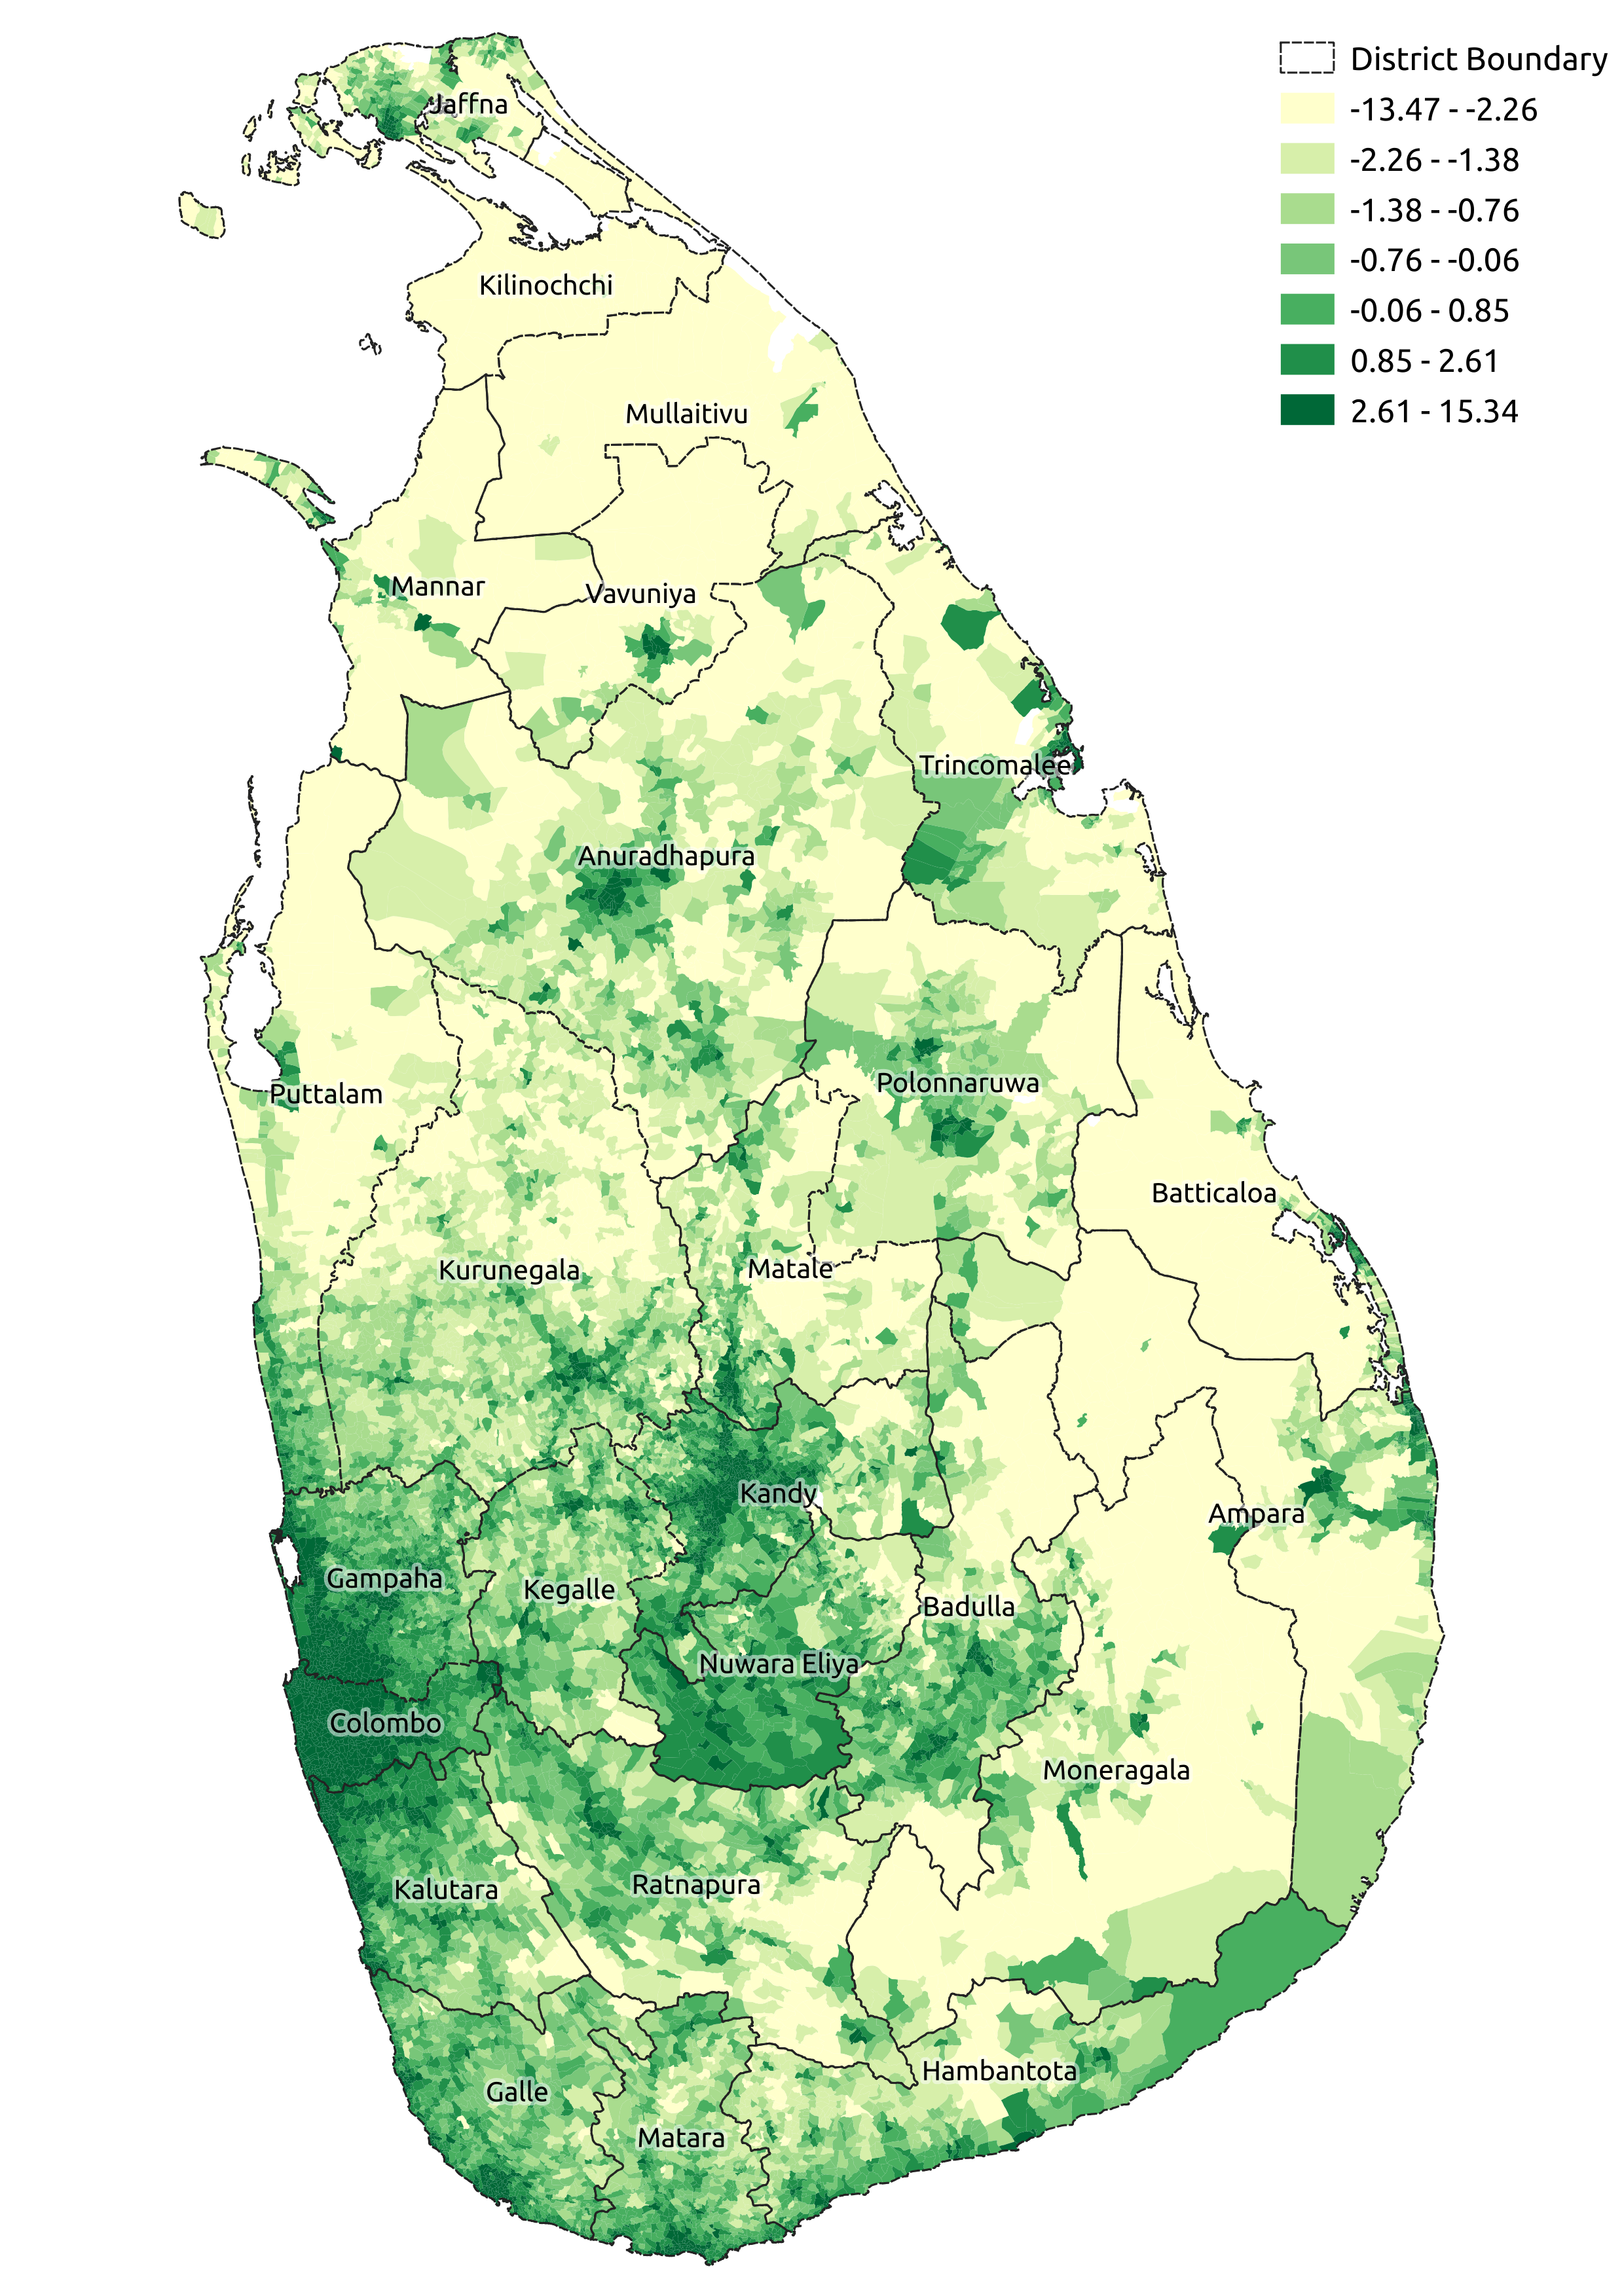 District Boundary
-13.47 - -2.26
-2.26 - -1.38
-1.38 - -0.76
-0.76 - -0.06
-0.06 - 0.85
0.85 - 2.61
2.61 - 15.34
Jaffna
Kilinochchi
Mullaitivu
Mannar
Vavuniya
Trincomalee
Anuradhapura
Polonnaruwa
Puttalam
Batticaloa
Kurunegala
Matale
Kandy
Ampara
Gampaha
Kegalle
Badulla
Nuwara Eliya
Colombo
Moneragala
Ratnapura
Kalutara
Hambantota
Galle
Matara